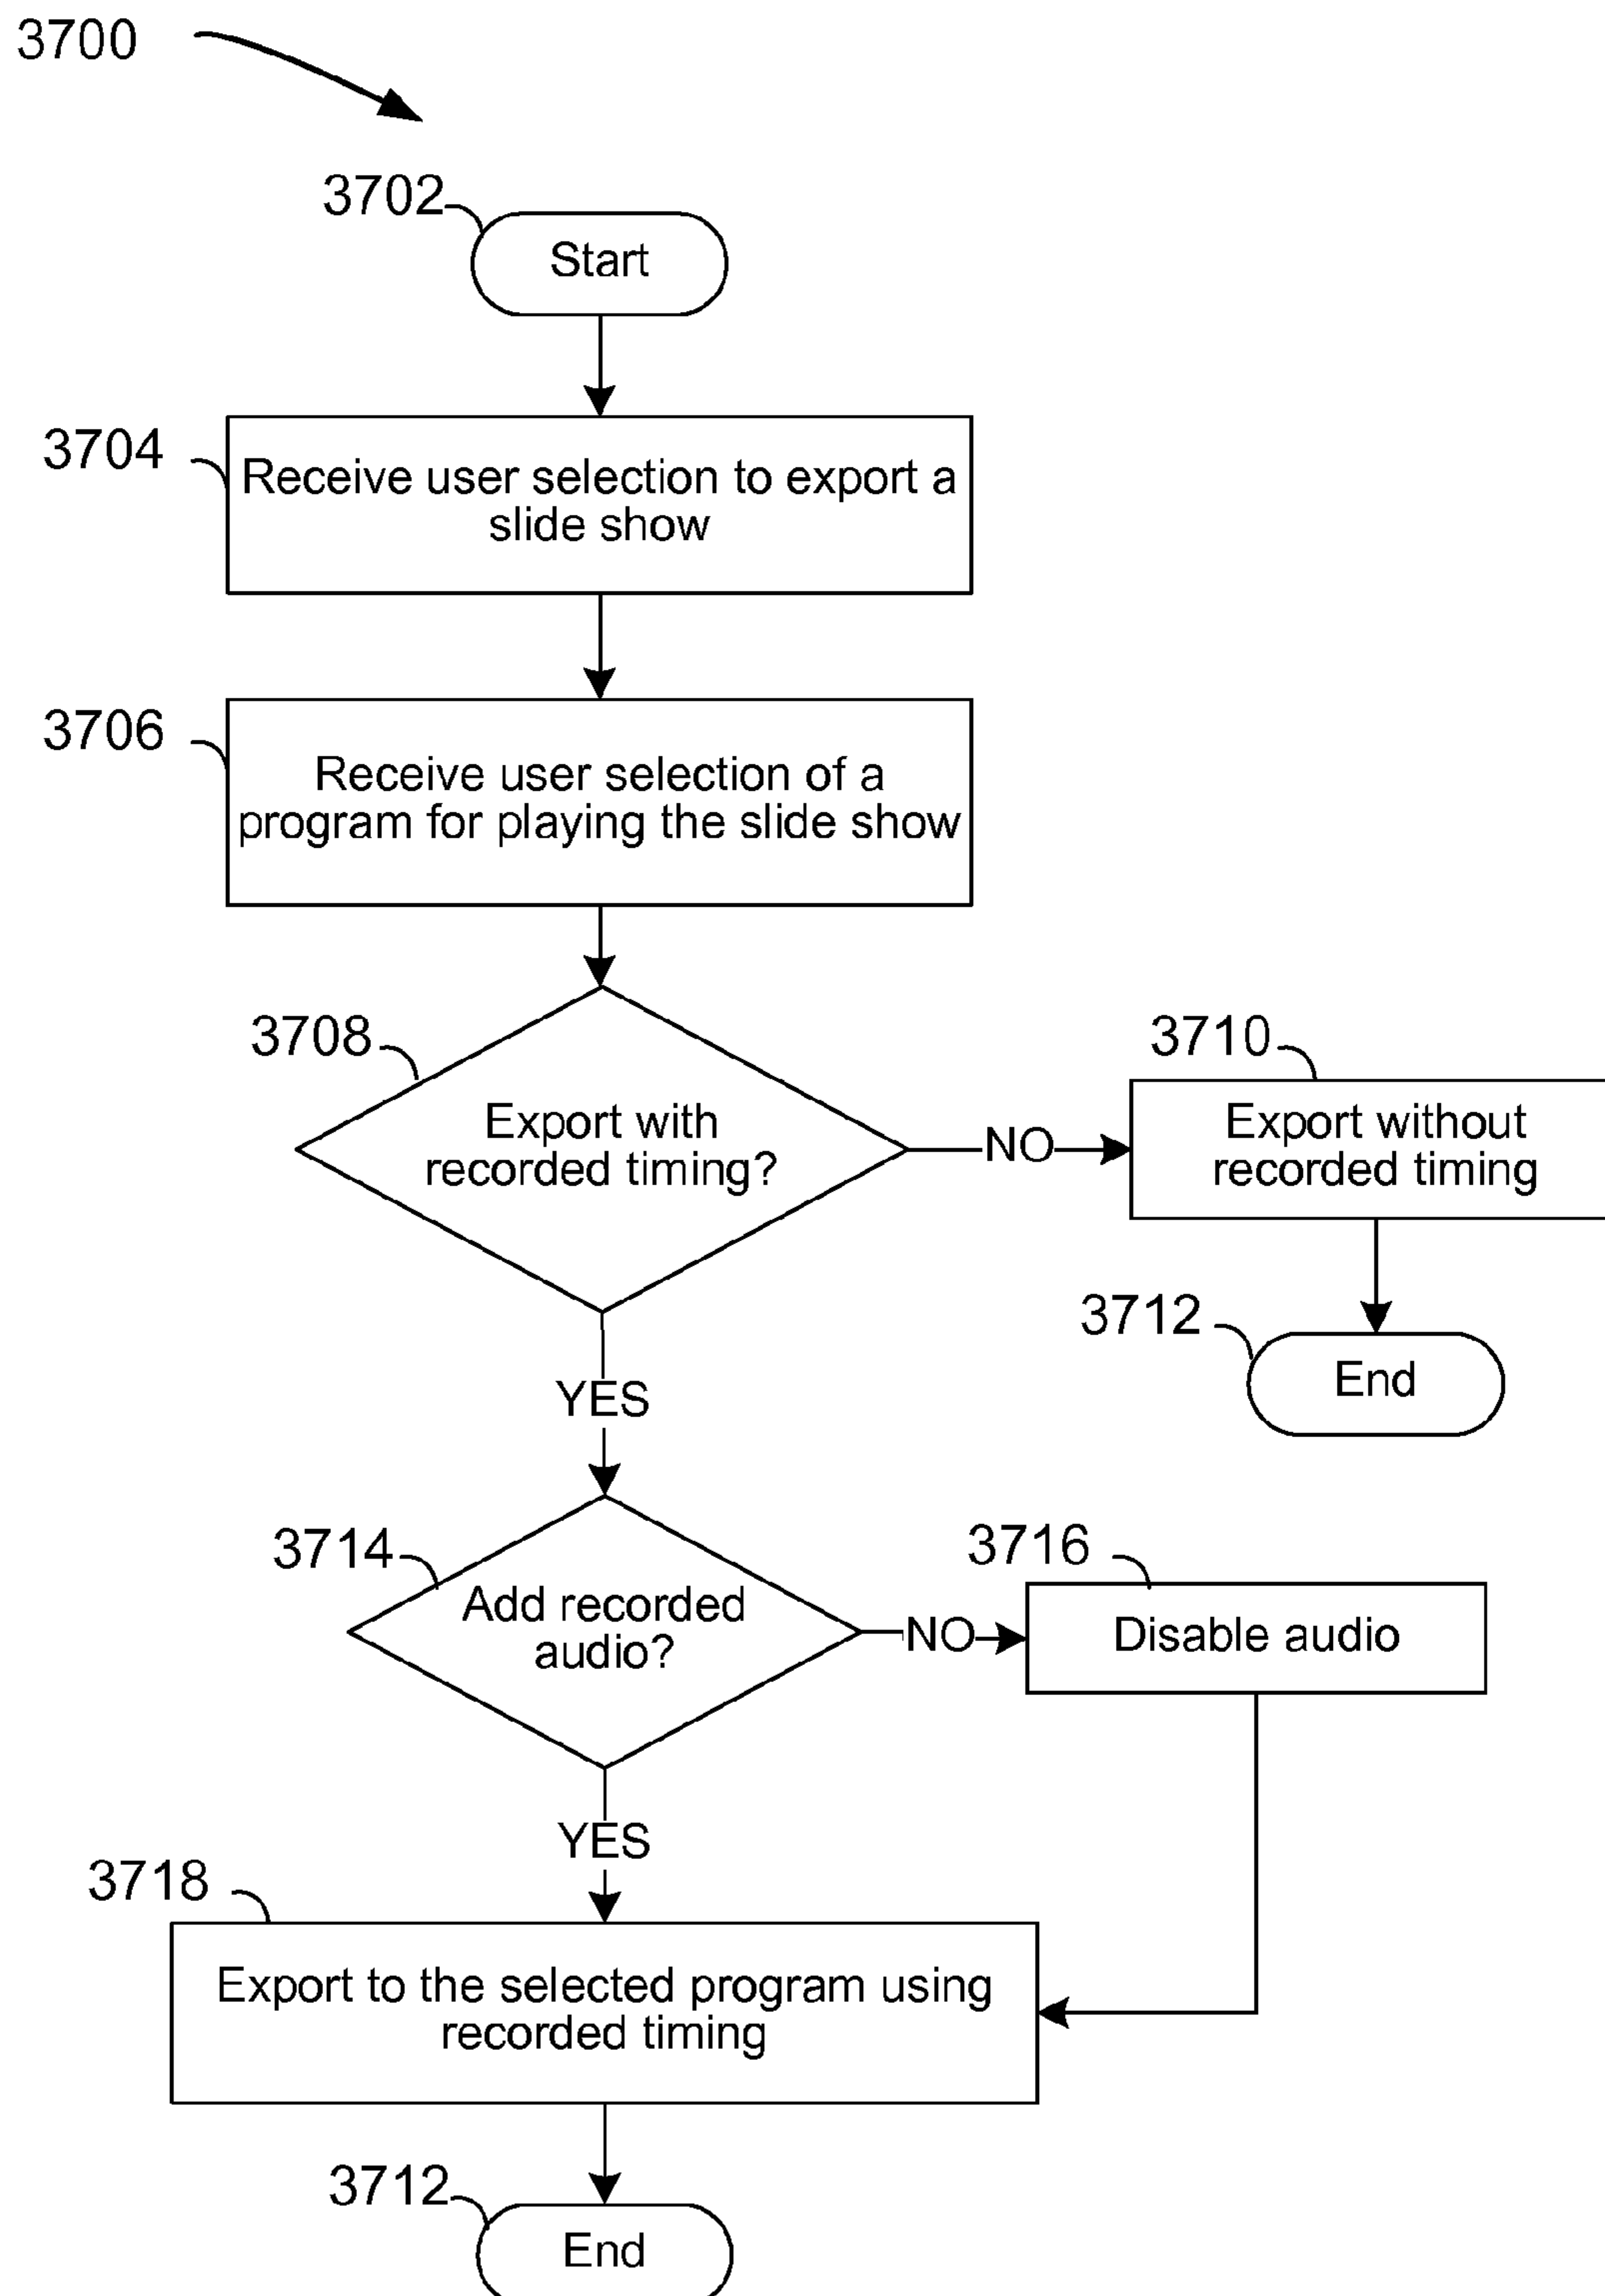 3700
3702
Start
3704
Receive user selection to export a
slide show
3706
Receive user selection of a
program for playing the slide show
3708
Export with
recorded timing?
NO
3710
Export without
recorded timing
3712
End
YES
3714
Add recorded
audio?
NO
3716
Disable audio
YES
3718
Export to the selected program using
recorded timing
3712
End